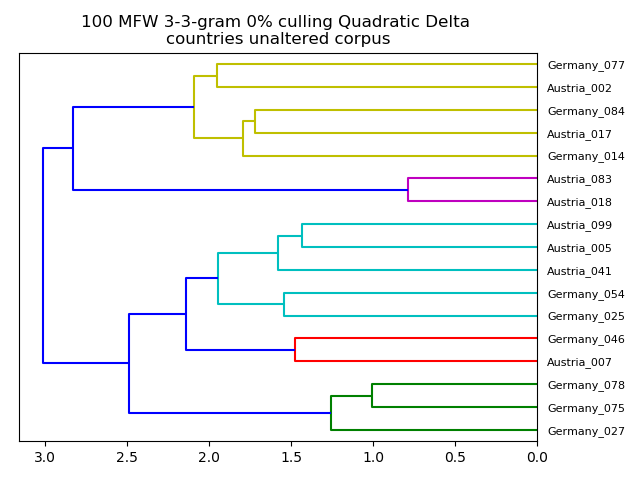 100 MFW 3-3-gram 0% culling Quadratic Delta
countries unaltered corpus
Germany_077
Austria_002
Germany_084
Austria_017
Germany_014
Austria_083
Austria_018
Austria_099
Austria_005
Austria_041
Germany_054
Germany_025
Germany_046
Austria_007
Germany_078
Germany_075
Germany_027
3.0 2.5 2.0 1.5 1.0 0.5 0.0